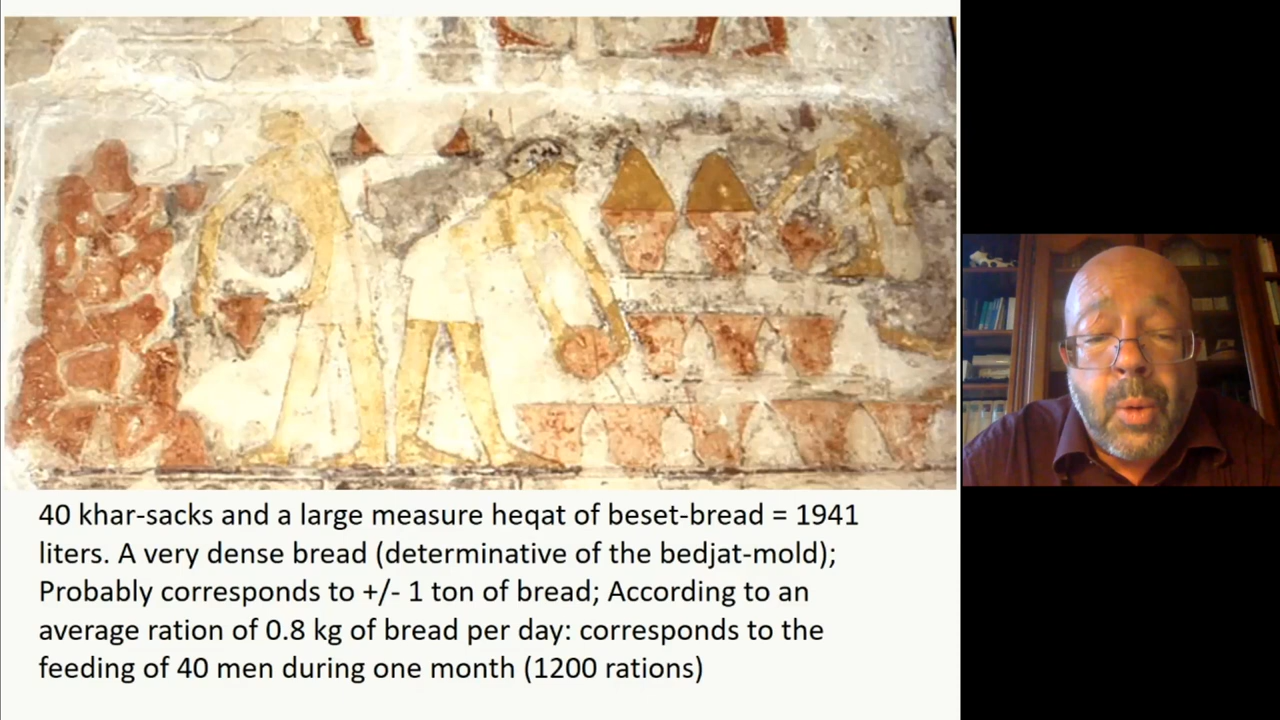 40 khar-sacks and a large measure heqat of beset-bread = 1941
liters. A very dense bread (determinative of the bedjat-mold);
Probably corresponds to +/- 1 ton of bread; According to an
average ration of 0.8 kg of bread per day: corresponds to the
feeding of 40 men during one month (1200 rations)